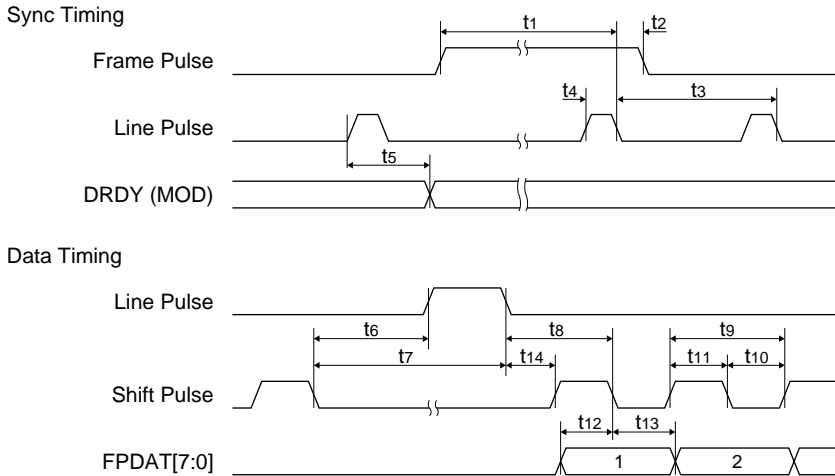 Sync Timing
t1 t2
Frame Pulse
t4 t3
Line Pulse
t5
DRDY (MOD)
Data Timing
Line Pulse
t6 t8 t9
t7 t14 t11 t10
Shift Pulse
t12 t13
FPDAT[7:0] 1 2